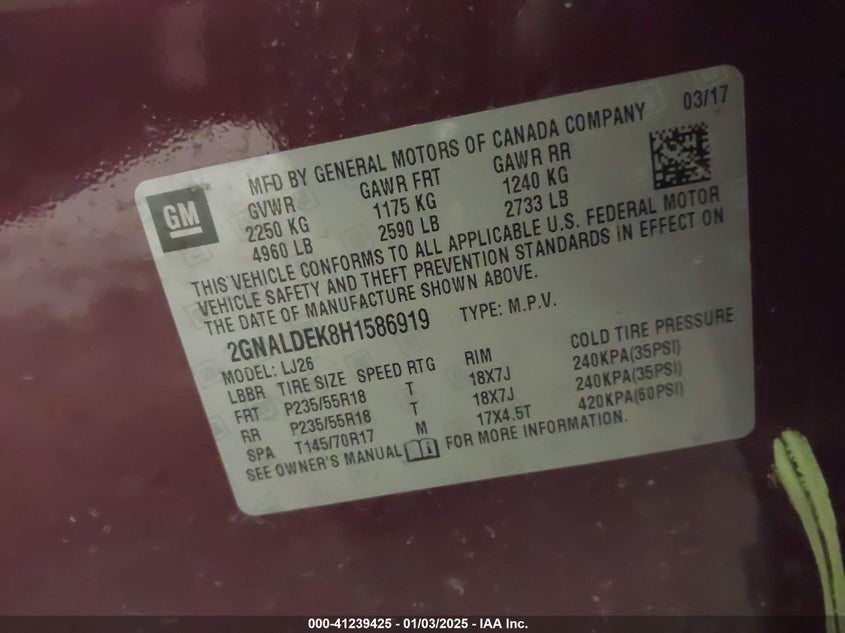 GM
MFD BY GENERAL MOTORS OF CANADA COMPANY 03/17
GVWR GAWR FRT GAWR RR
2250 KG 1175 KG 1240 KG
4960 LB 2590 LB 2733 LB
THIS VEHICLE CONFORMS TO ALL APPLICABLE U.S. FEDERAL MOTOR
VEHICLE SAFETY AND THEFT PREVENTION STANDARDS IN EFFECT ON
THE DATE OF MANUFACTURE SHOWN ABOVE.
2GNALDEK8H1586919 TYPE: M.P.V.
MODEL: LJ26
LBBR TIRE SIZE SPEED RTG RIM COLD TIRE PRESSURE
FRT P235/55R18 T 18X7J 240KPA(35PSI)
RR P235/55R18 T 18X7J 240KPA(35PSI)
SPA T145/70R17 M 17X4.5T 420KPA(60PSI)
SEE OWNER'S MANUAL FOR MORE INFORMATION.
000-41239425 - 01/03/2025 - IAA Inc.